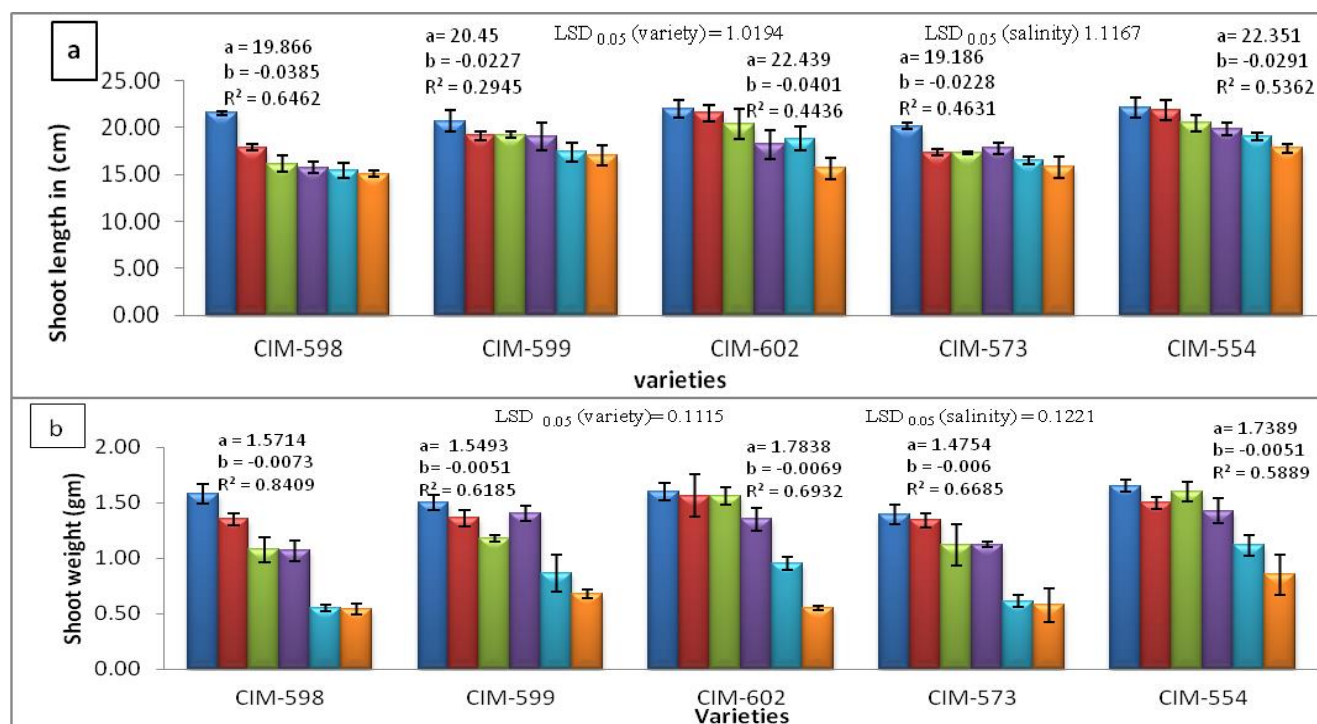 a
LSD 0.05 (variety) = 1.0194
LSD 0.05 (salinity) 1.1167
a = 19.866
b = -0.0385
R² = 0.6462
a= 20.45
b = -0.0227
R² = 0.2945
a = 22.439
b = -0.0401
R² = 0.4436
a = 19.186
b = -0.0228
R² = 0.4631
a = 22.351
b= -0.0291
R² = 0.5362
Shoot length in (cm)
25.00
20.00
15.00
10.00
5.00
0.00
CIM-598 CIM-599 CIM-602 CIM-573 CIM-554
varieties
b
LSD 0.05 (variety)= 0.1115
LSD 0.05 (salinity) = 0.1221
a = 1.5714
b = -0.0073
R² = 0.8409
a= 1.5493
b= -0.0051
R² = 0.6185
a= 1.7838
b = -0.0069
R² = 0.6932
a= 1.4754
b = -0.006
R² = 0.6685
a= 1.7389
b = -0.0051
R² = 0.5889
Shoot weight (gm)
2.00
1.50
1.00
0.50
0.00
CIM-598 CIM-599 CIM-602 CIM-573 CIM-554
Varieties